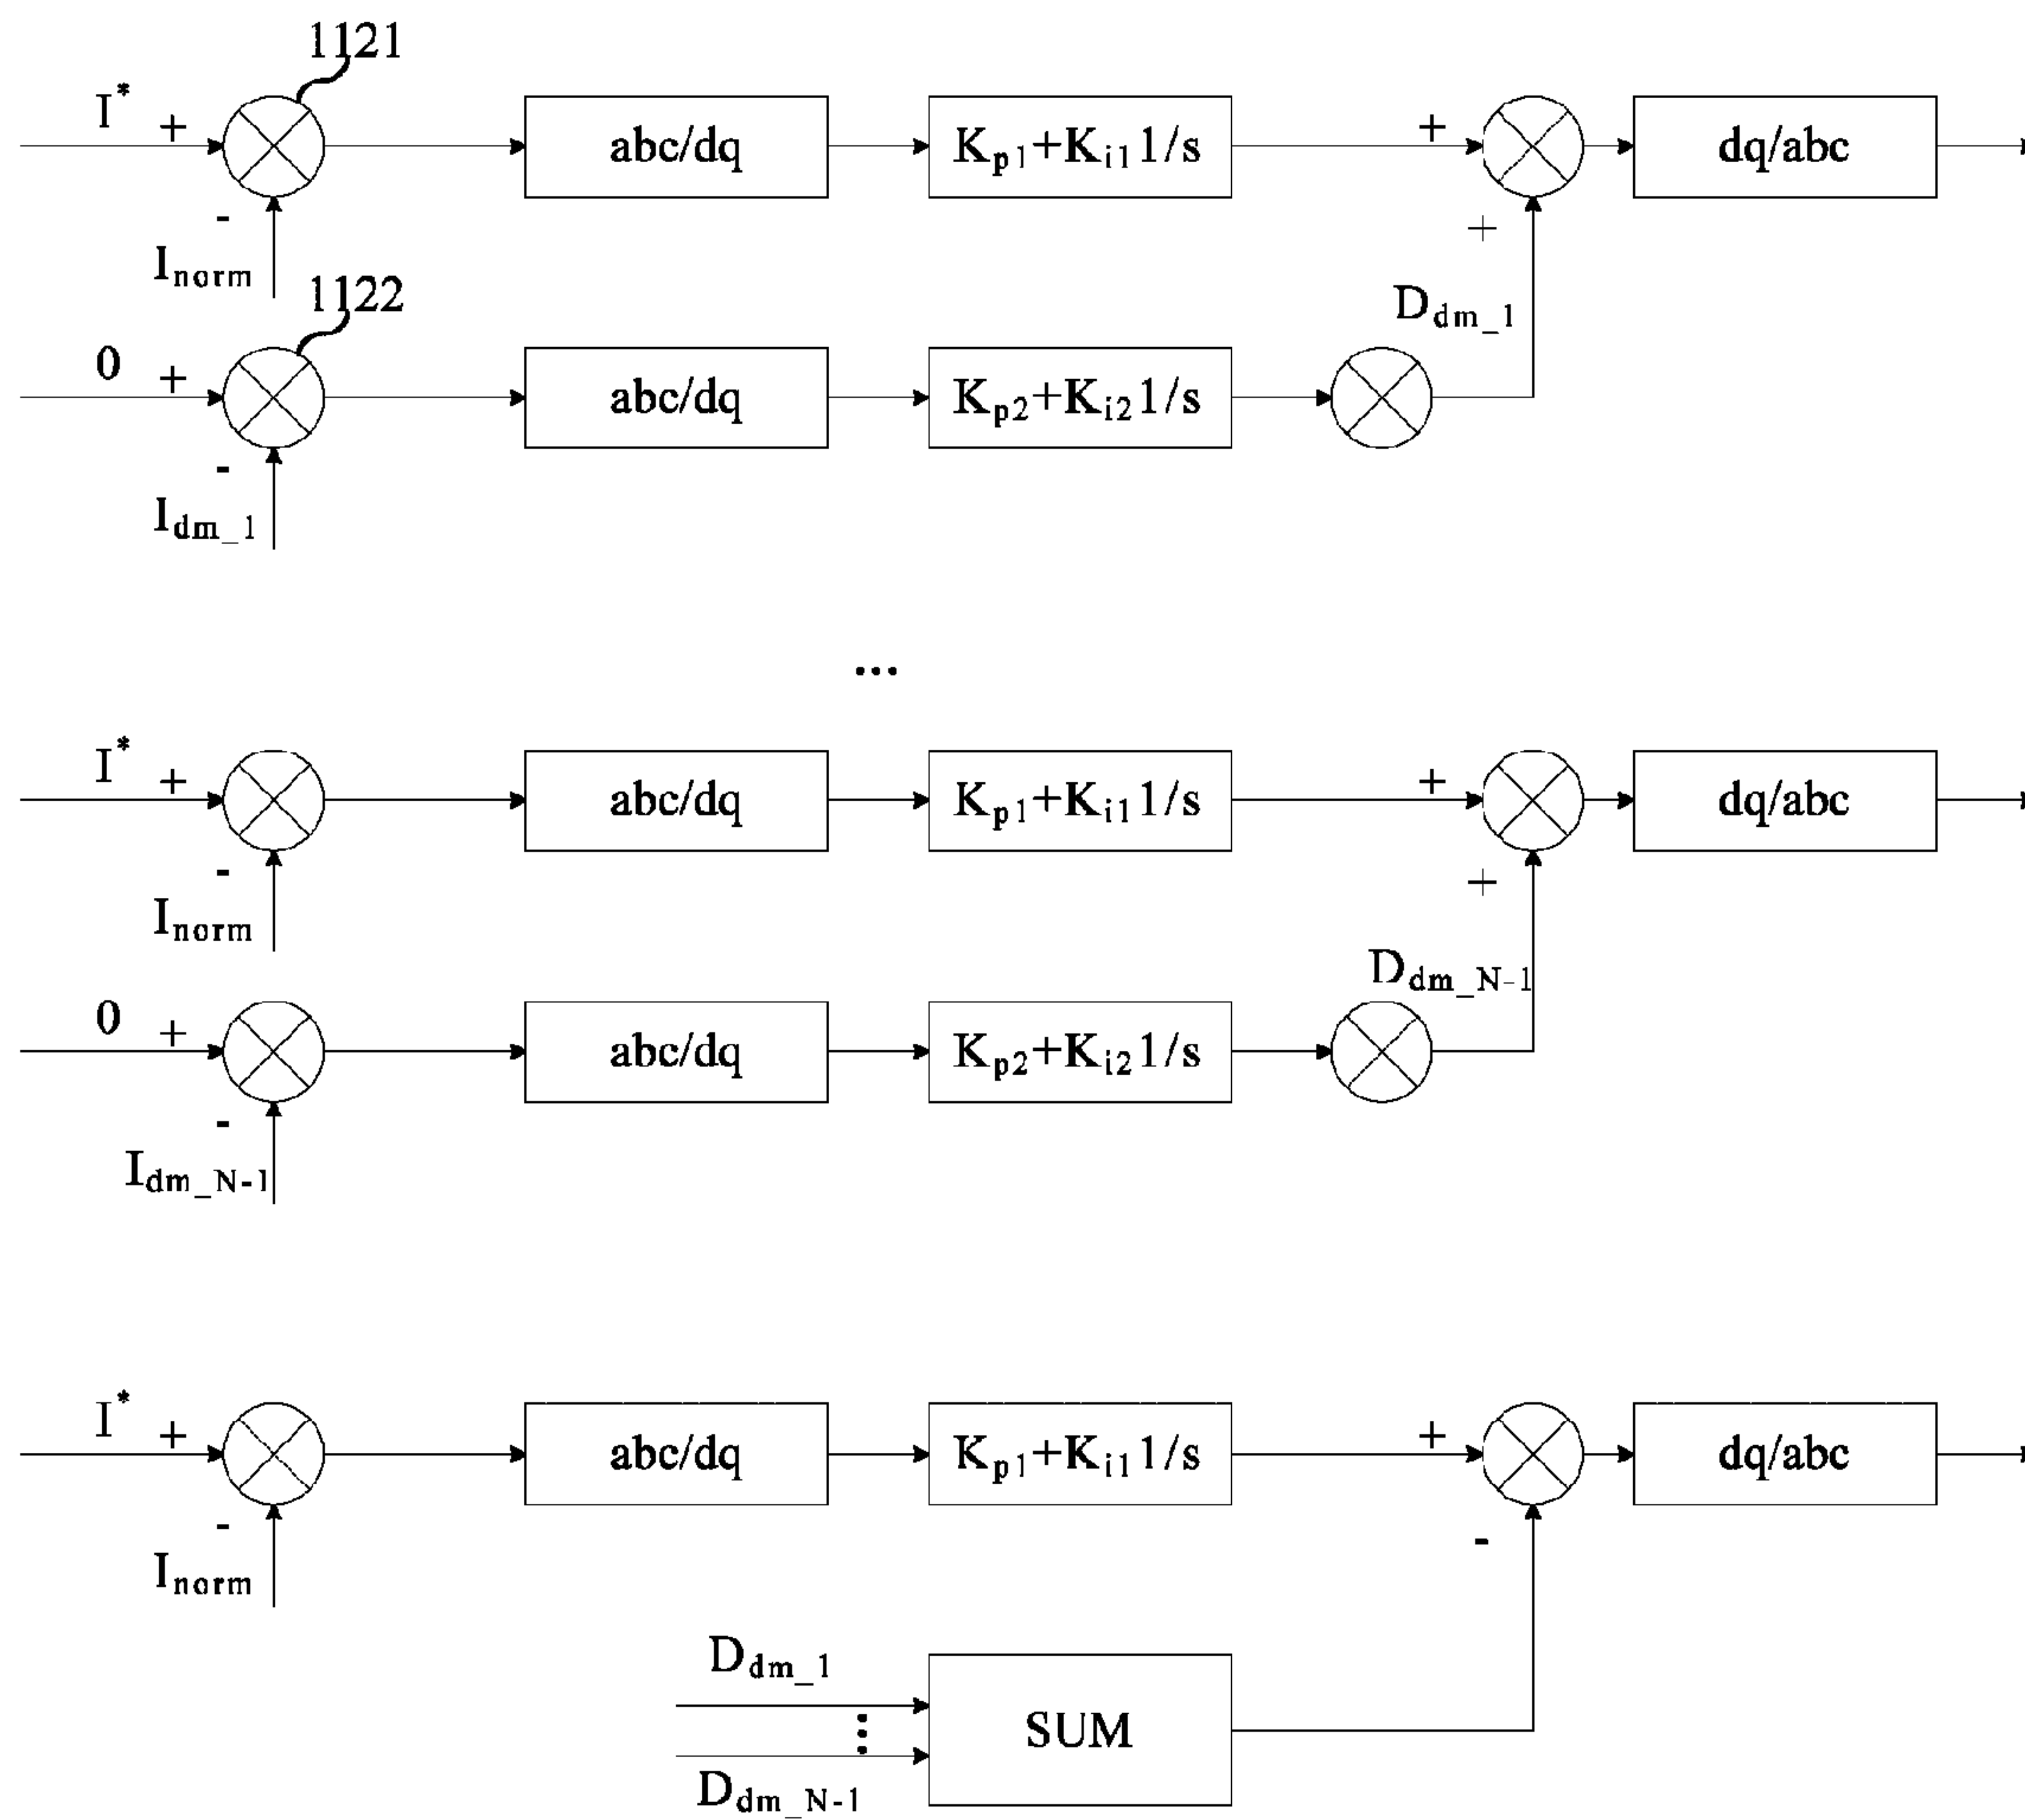 1121
I* + abc/dq Kp1+Ki1 1/s + dq/abc
- +
Inorm
1122
Ddm_1
0 + abc/dq Kp2+Ki2 1/s
-
Idm_1
...
I* + abc/dq Kp1+Ki1 1/s + dq/abc
- +
Inorm
Ddm_N-1
0 + abc/dq Kp2+Ki2 1/s
-
Idm_N-1
I* + abc/dq Kp1+Ki1 1/s + dq/abc
- -
Inorm
Ddm_1
SUM
Ddm_N-1